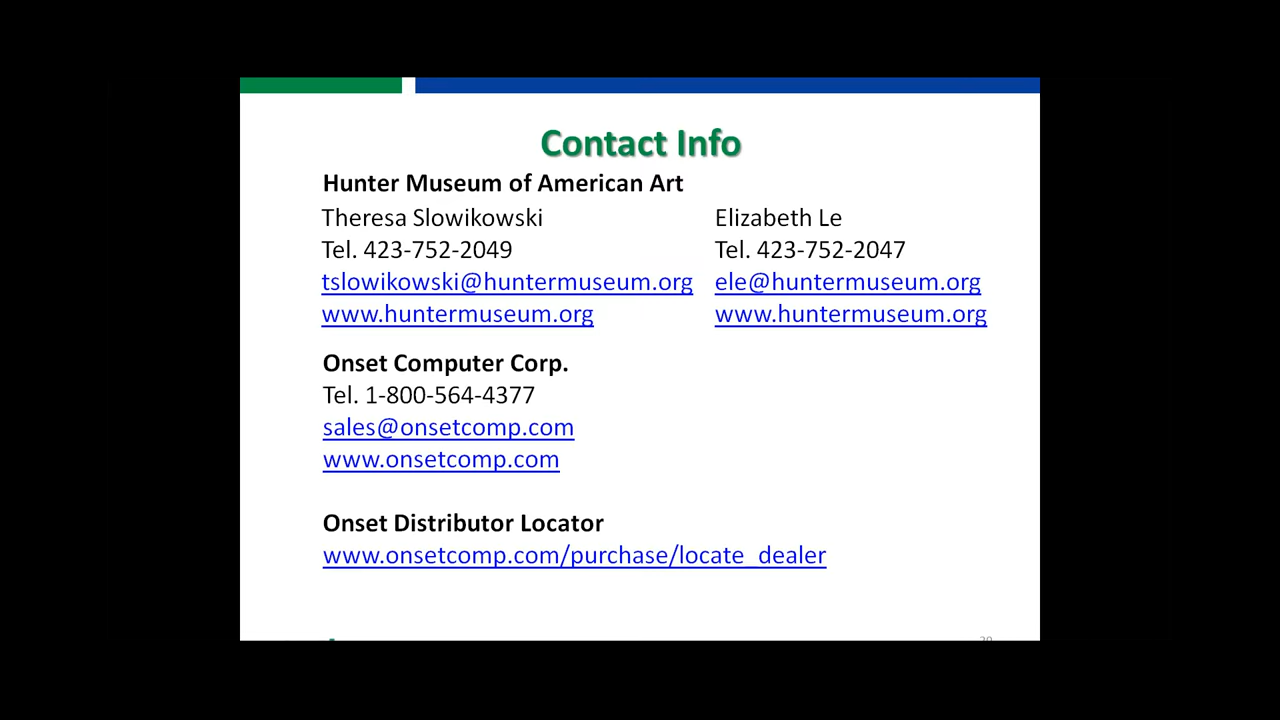 Contact Info
Hunter Museum of American Art
Theresa Slowikowski
Tel. 423-752-2049
tslowikowski@huntermuseum.org
www.huntermuseum.org
Elizabeth Le
Tel. 423-752-2047
ele@huntermuseum.org
www.huntermuseum.org
Onset Computer Corp.
Tel. 1-800-564-4377
sales@onsetcomp.com
www.onsetcomp.com
Onset Distributor Locator
www.onsetcomp.com/purchase/locate_dealer